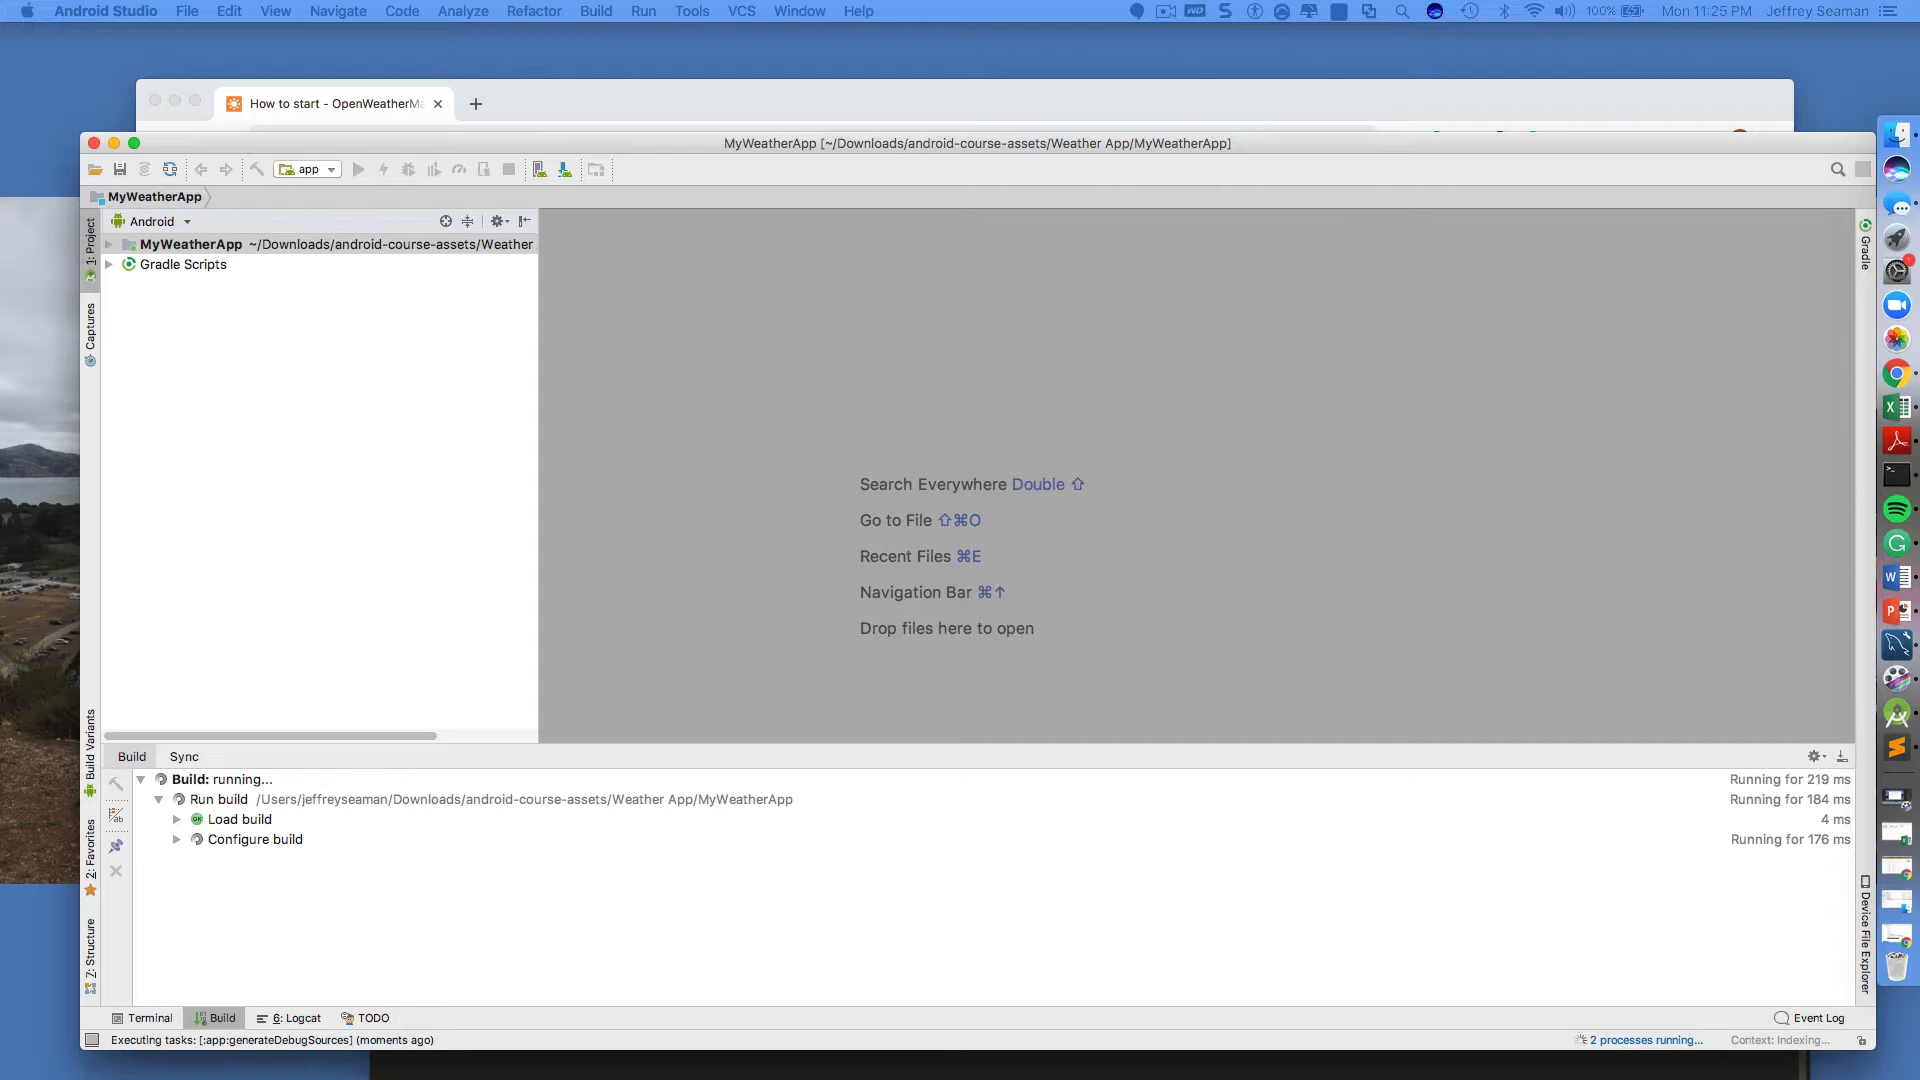 Android Studio File Edit View Navigate Code Analyze Refactor Build Run Tools VCS Window Help
100% Mon 11:25 PM Jeffrey Seaman
How to start - OpenWeatherMa
MyWeatherApp [~/Downloads/android-course-assets/Weather App/MyWeatherApp]
app
MyWeatherApp
Android
MyWeatherApp ~/Downloads/android-course-assets/Weather
Gradle Scripts
1: Project
Captures
Build Variants
2: Favorites
7: Structure
Search Everywhere Double ⇧
Go to File ⇧⌘O
Recent Files ⌘E
Navigation Bar ⌘↑
Drop files here to open
Gradle
Device File Explorer
Build Sync
Build: running... Running for 219 ms
Run build /Users/jeffreyseaman/Downloads/android-course-assets/Weather App/MyWeatherApp Running for 184 ms
Load build 4 ms
Configure build Running for 176 ms
Terminal Build 6: Logcat TODO Event Log
Executing tasks: [:app:generateDebugSources] (moments ago) 2 processes running... Context: Indexing...